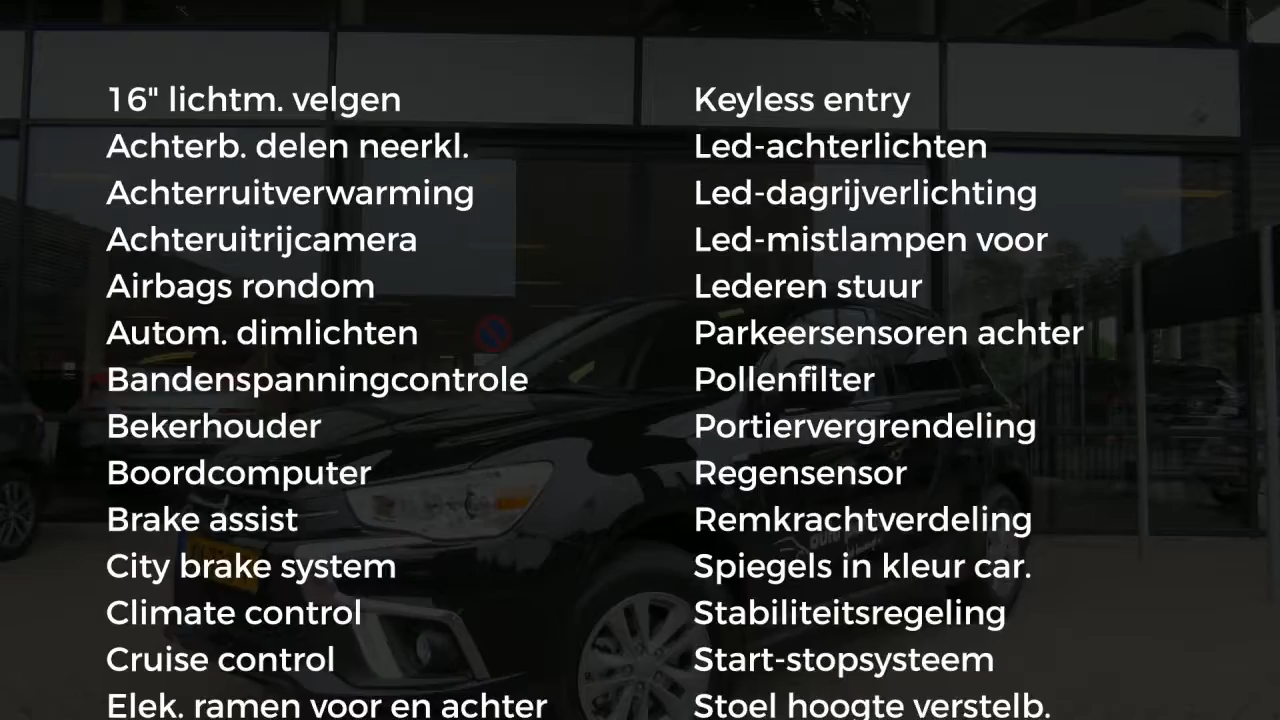 16" lichtm. velgen
Achterb. delen neerkl.
Achterruitverwarming
Achteruitrijcamera
Airbags rondom
Autom. dimlichten
Bandenspanningcontrole
Bekerhouder
Boordcomputer
Brake assist
City brake system
Climate control
Cruise control
Elek. ramen voor en achter
Keyless entry
Led-achterlichten
Led-dagrijverlichting
Led-mistlampen voor
Lederen stuur
Parkeersensoren achter
Pollenfilter
Portiervergrendeling
Regensensor
Remkrachtverdeling
Spiegels in kleur car.
Stabiliteitsregeling
Start-stopsysteem
Stoel hoogte verstelb.